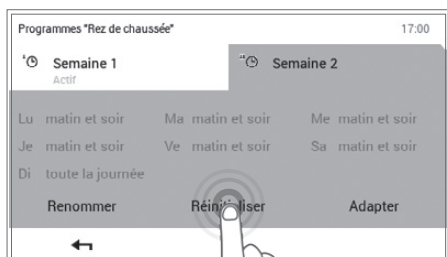 Programmes "Rez de chaussée" 17:00
Semaine 1 Semaine 2
Actif
Lu matin et soir Ma matin et soir Me matin et soir
Je matin et soir Ve matin et soir Sa matin et soir
Di toute la journée
Renommer Réinitialiser Adapter